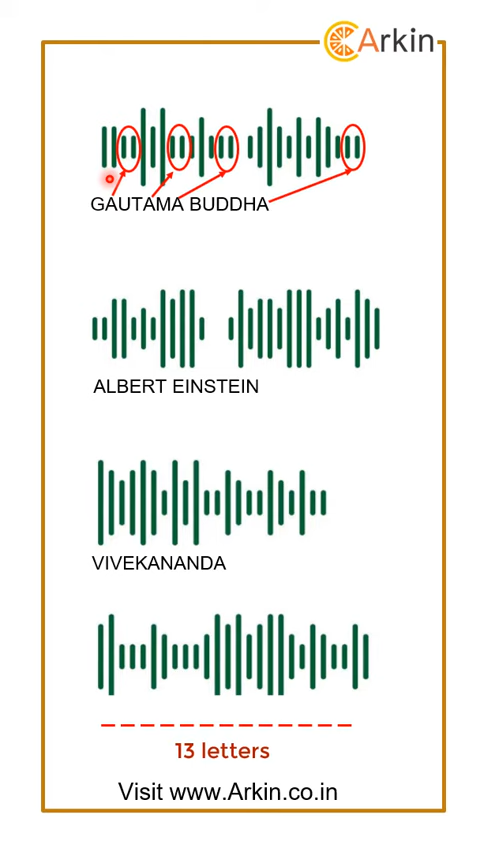 Arkin
GAUTAMA BUDDHA
ALBERT EINSTEIN
VIVEKANANDA
13 letters
Visit www.Arkin.co.in